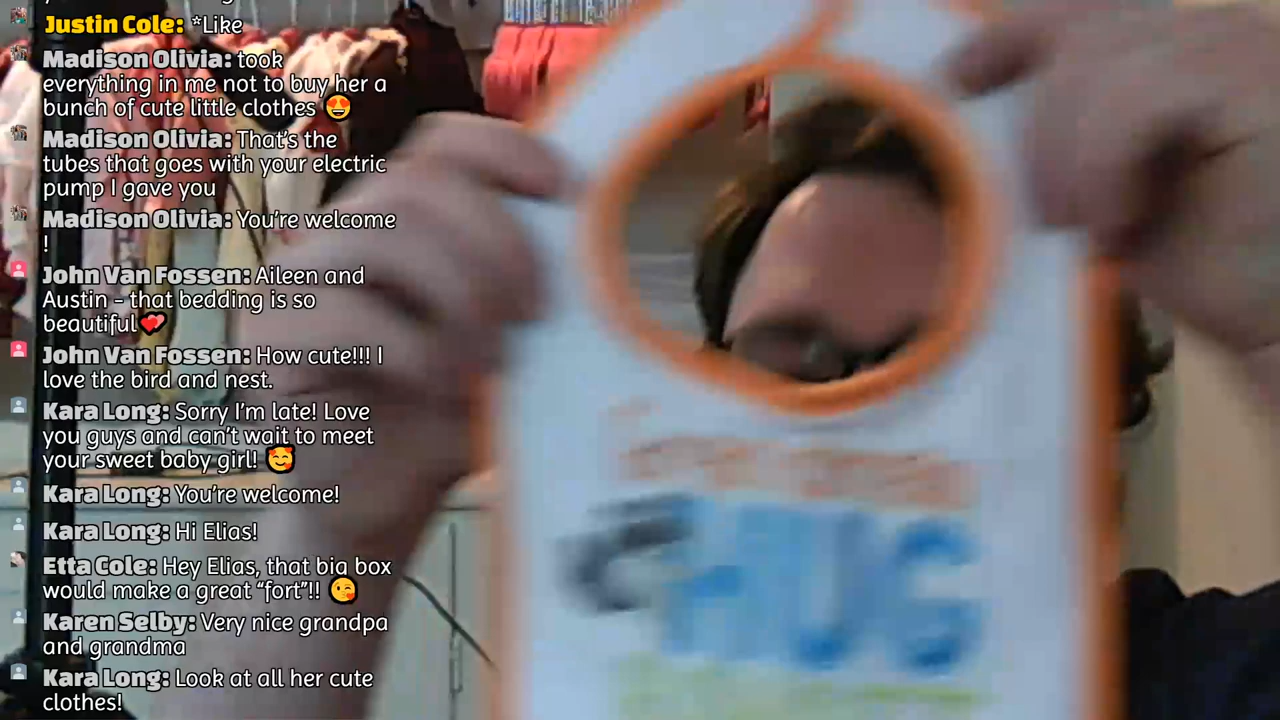 Justin Cole: *Like
Madison Olivia: took
everything in me not to buy her a
bunch of cute little clothes 😍
Madison Olivia: That's the
tubes that goes with your electric
pump I gave you
Madison Olivia: You're welcome
!
John Van Fossen: Aileen and
Austin - that bedding is so
beautiful💕
John Van Fossen: How cute!!! I
love the bird and nest.
Kara Long: Sorry I'm late! Love
you guys and can't wait to meet
your sweet baby girl! 🥰
Kara Long: You're welcome!
Kara Long: Hi Elias!
Etta Cole: Hey Elias, that big box
would make a great “fort”!! 😘
Karen Selby: Very nice grandpa
and grandma
Kara Long: Look at all her cute
clothes!
HUG